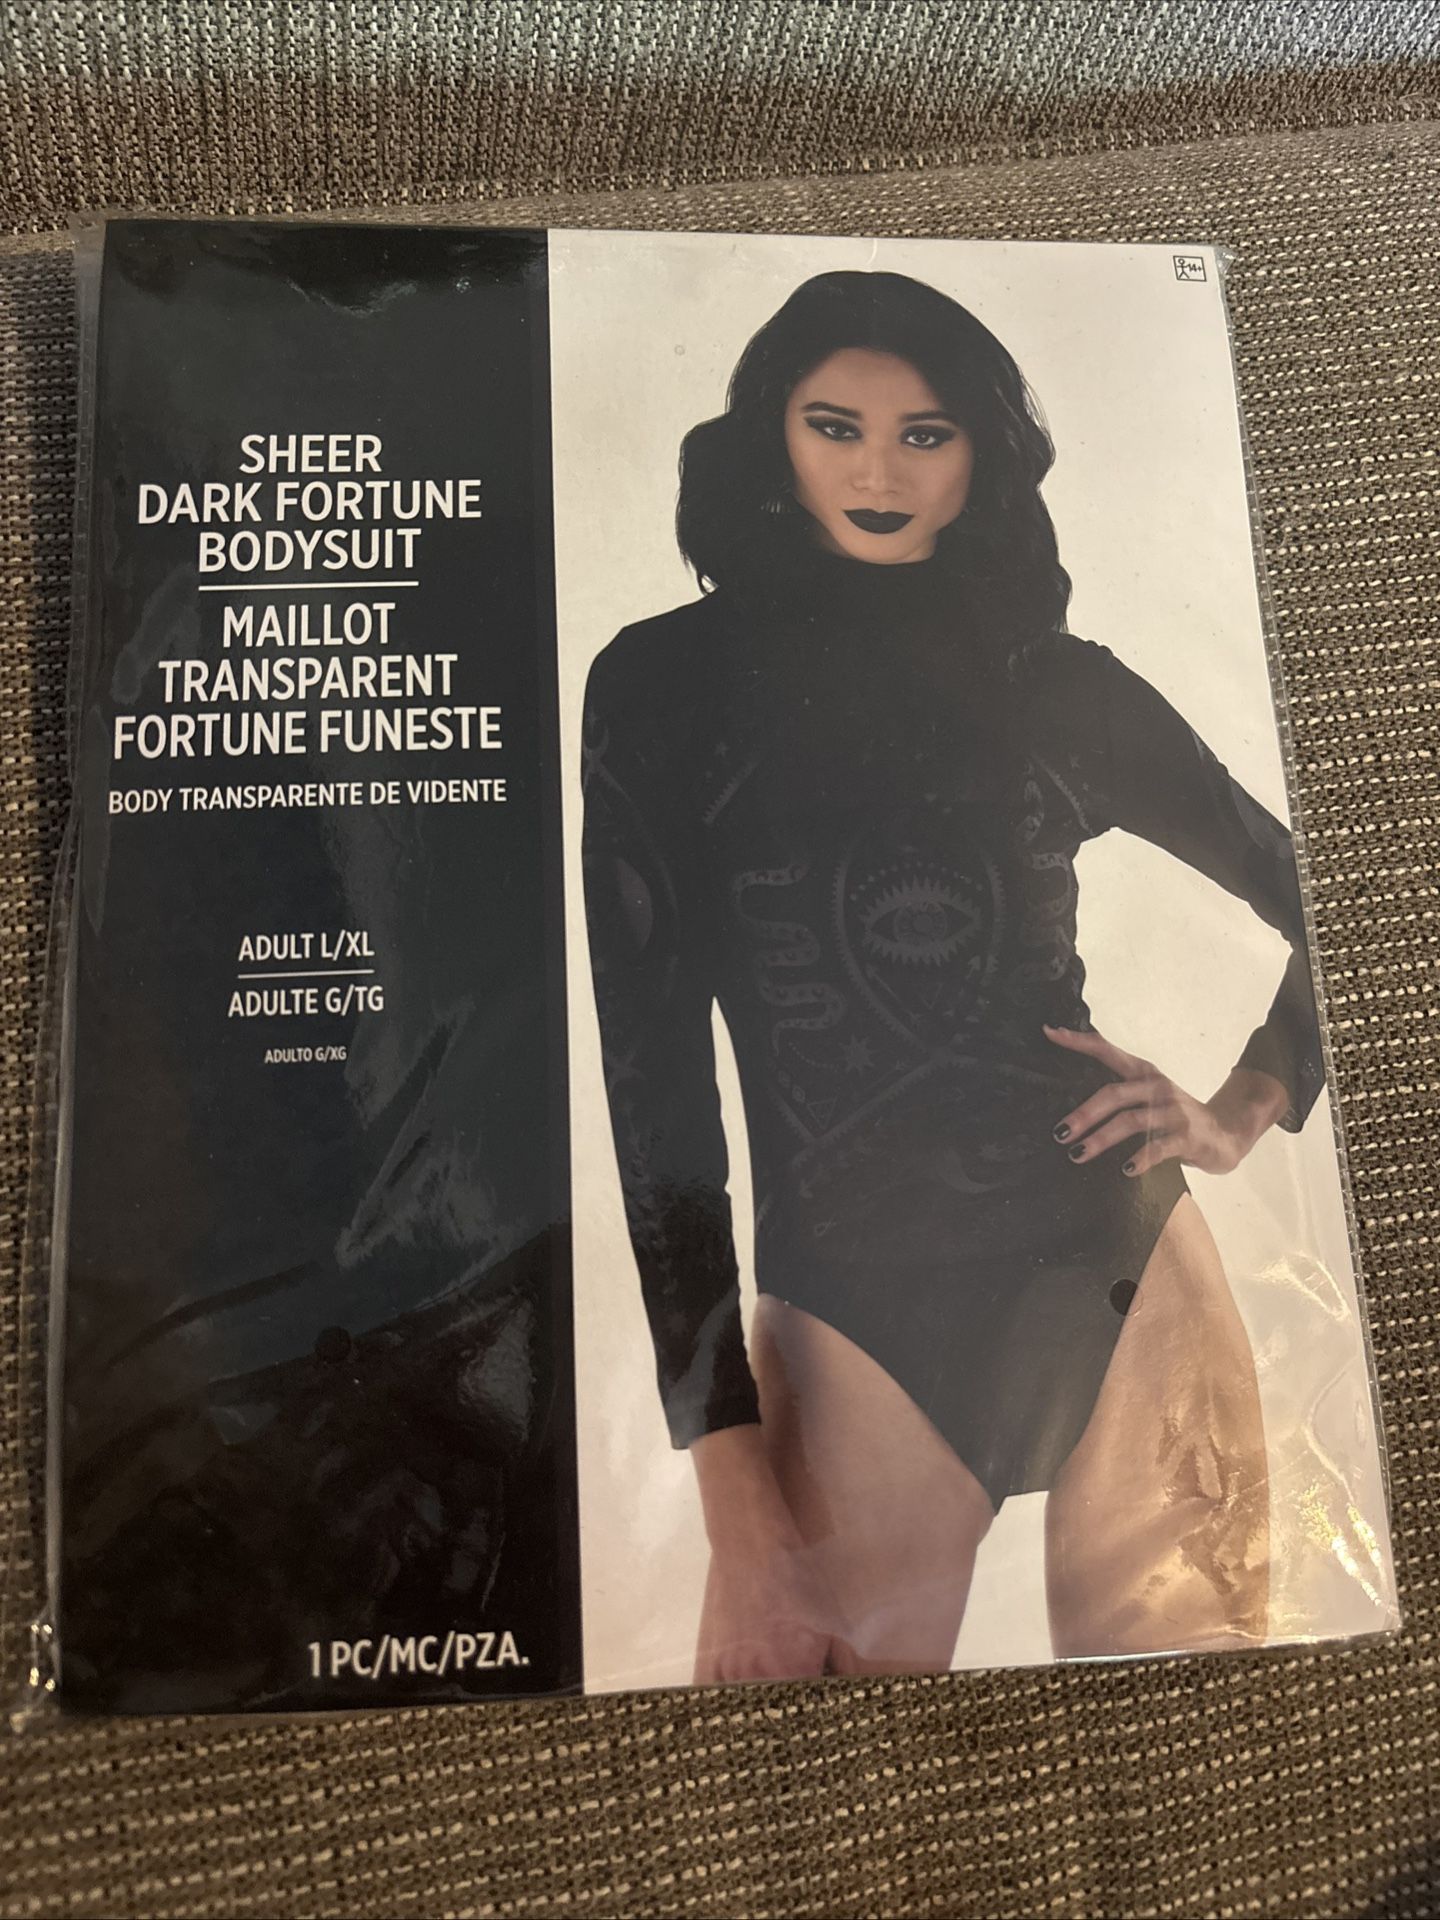 14+
SHEER
DARK FORTUNE
BODYSUIT
MAILLOT
TRANSPARENT
FORTUNE FUNESTE
BODY TRANSPARENTE DE VIDENTE
ADULT L/XL
ADULTE G/TG
ADULTO G/XG
1 PC/MC/PZA.